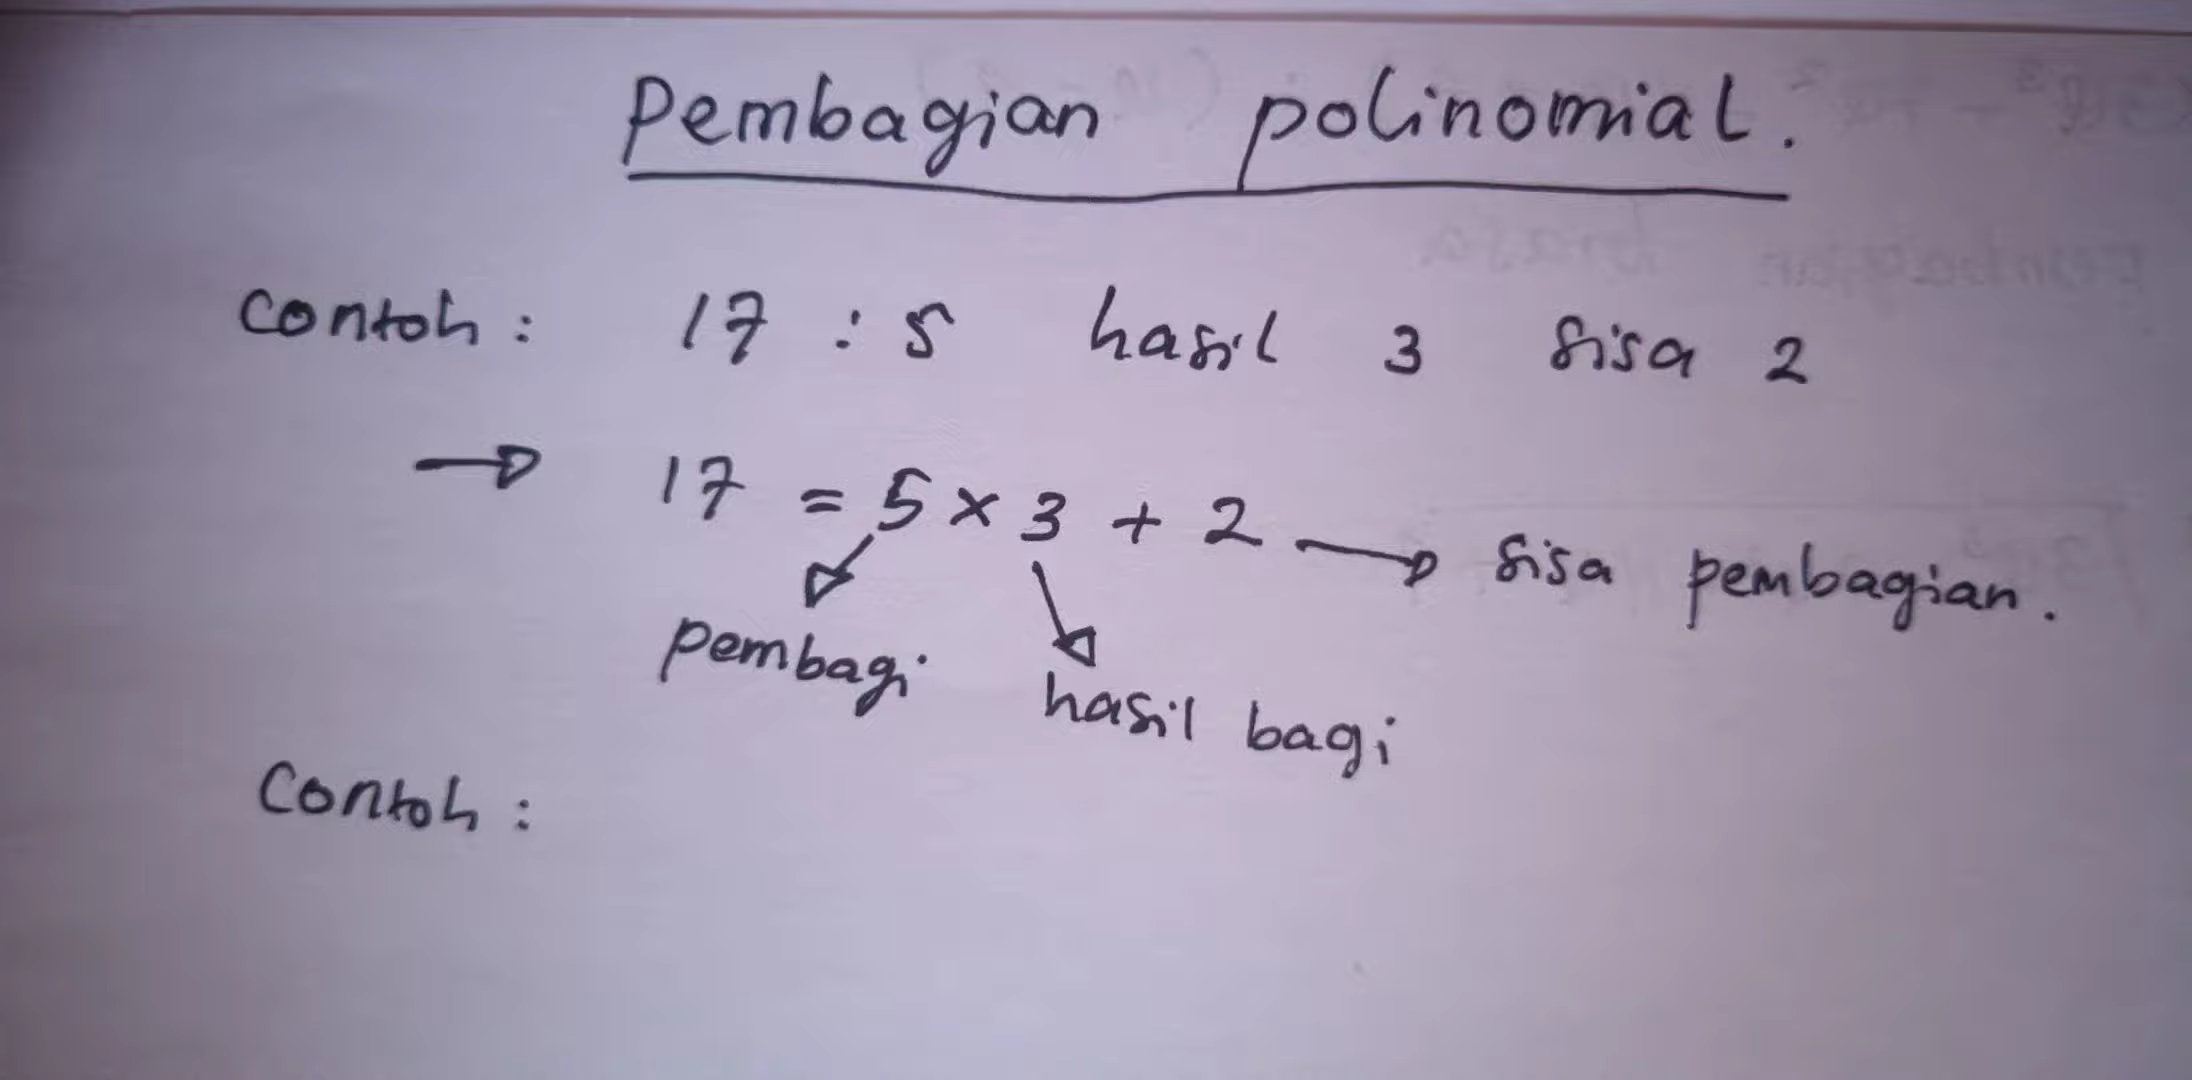 Pembagian polinomial.
Contoh : 17 : 5 hasil 3 sisa 2
→ 17 = 5 × 3 + 2 → sisa pembagian.
pembagi hasil bagi
Contoh :